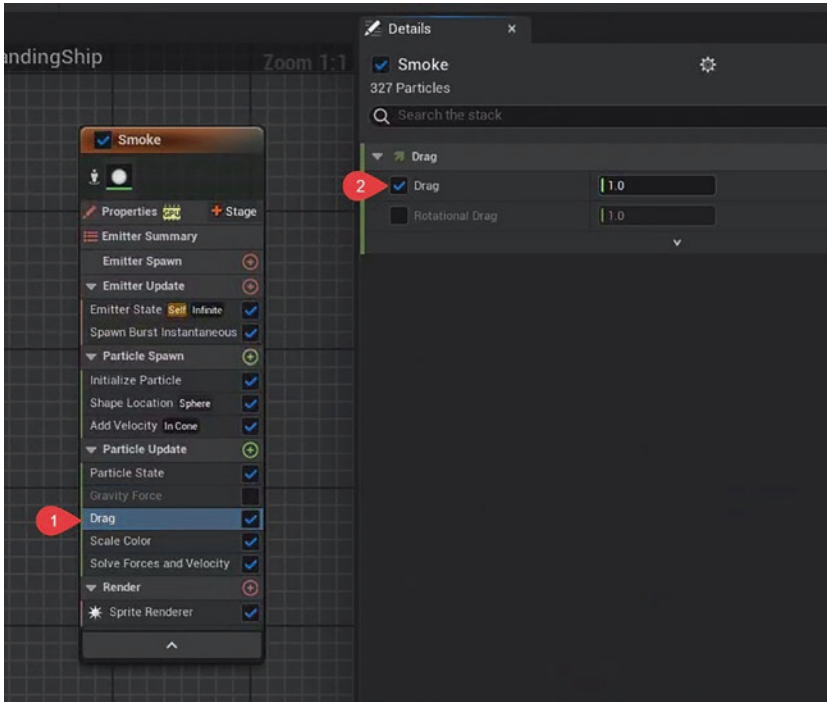 andingShip
Zoom 1:1
Smoke
Properties GPU + Stage
Emitter Summary
Emitter Spawn
Emitter Update
Emitter State Self Infinite
Spawn Burst Instantaneous
Particle Spawn
Initialize Particle
Shape Location Sphere
Add Velocity In Cone
Particle Update
Particle State
Gravity Force
1
Drag
Scale Color
Solve Forces and Velocity
Render
Sprite Renderer
Details
Smoke
327 Particles
Search the stack
Drag
2
Drag 1.0
Rotational Drag 1.0